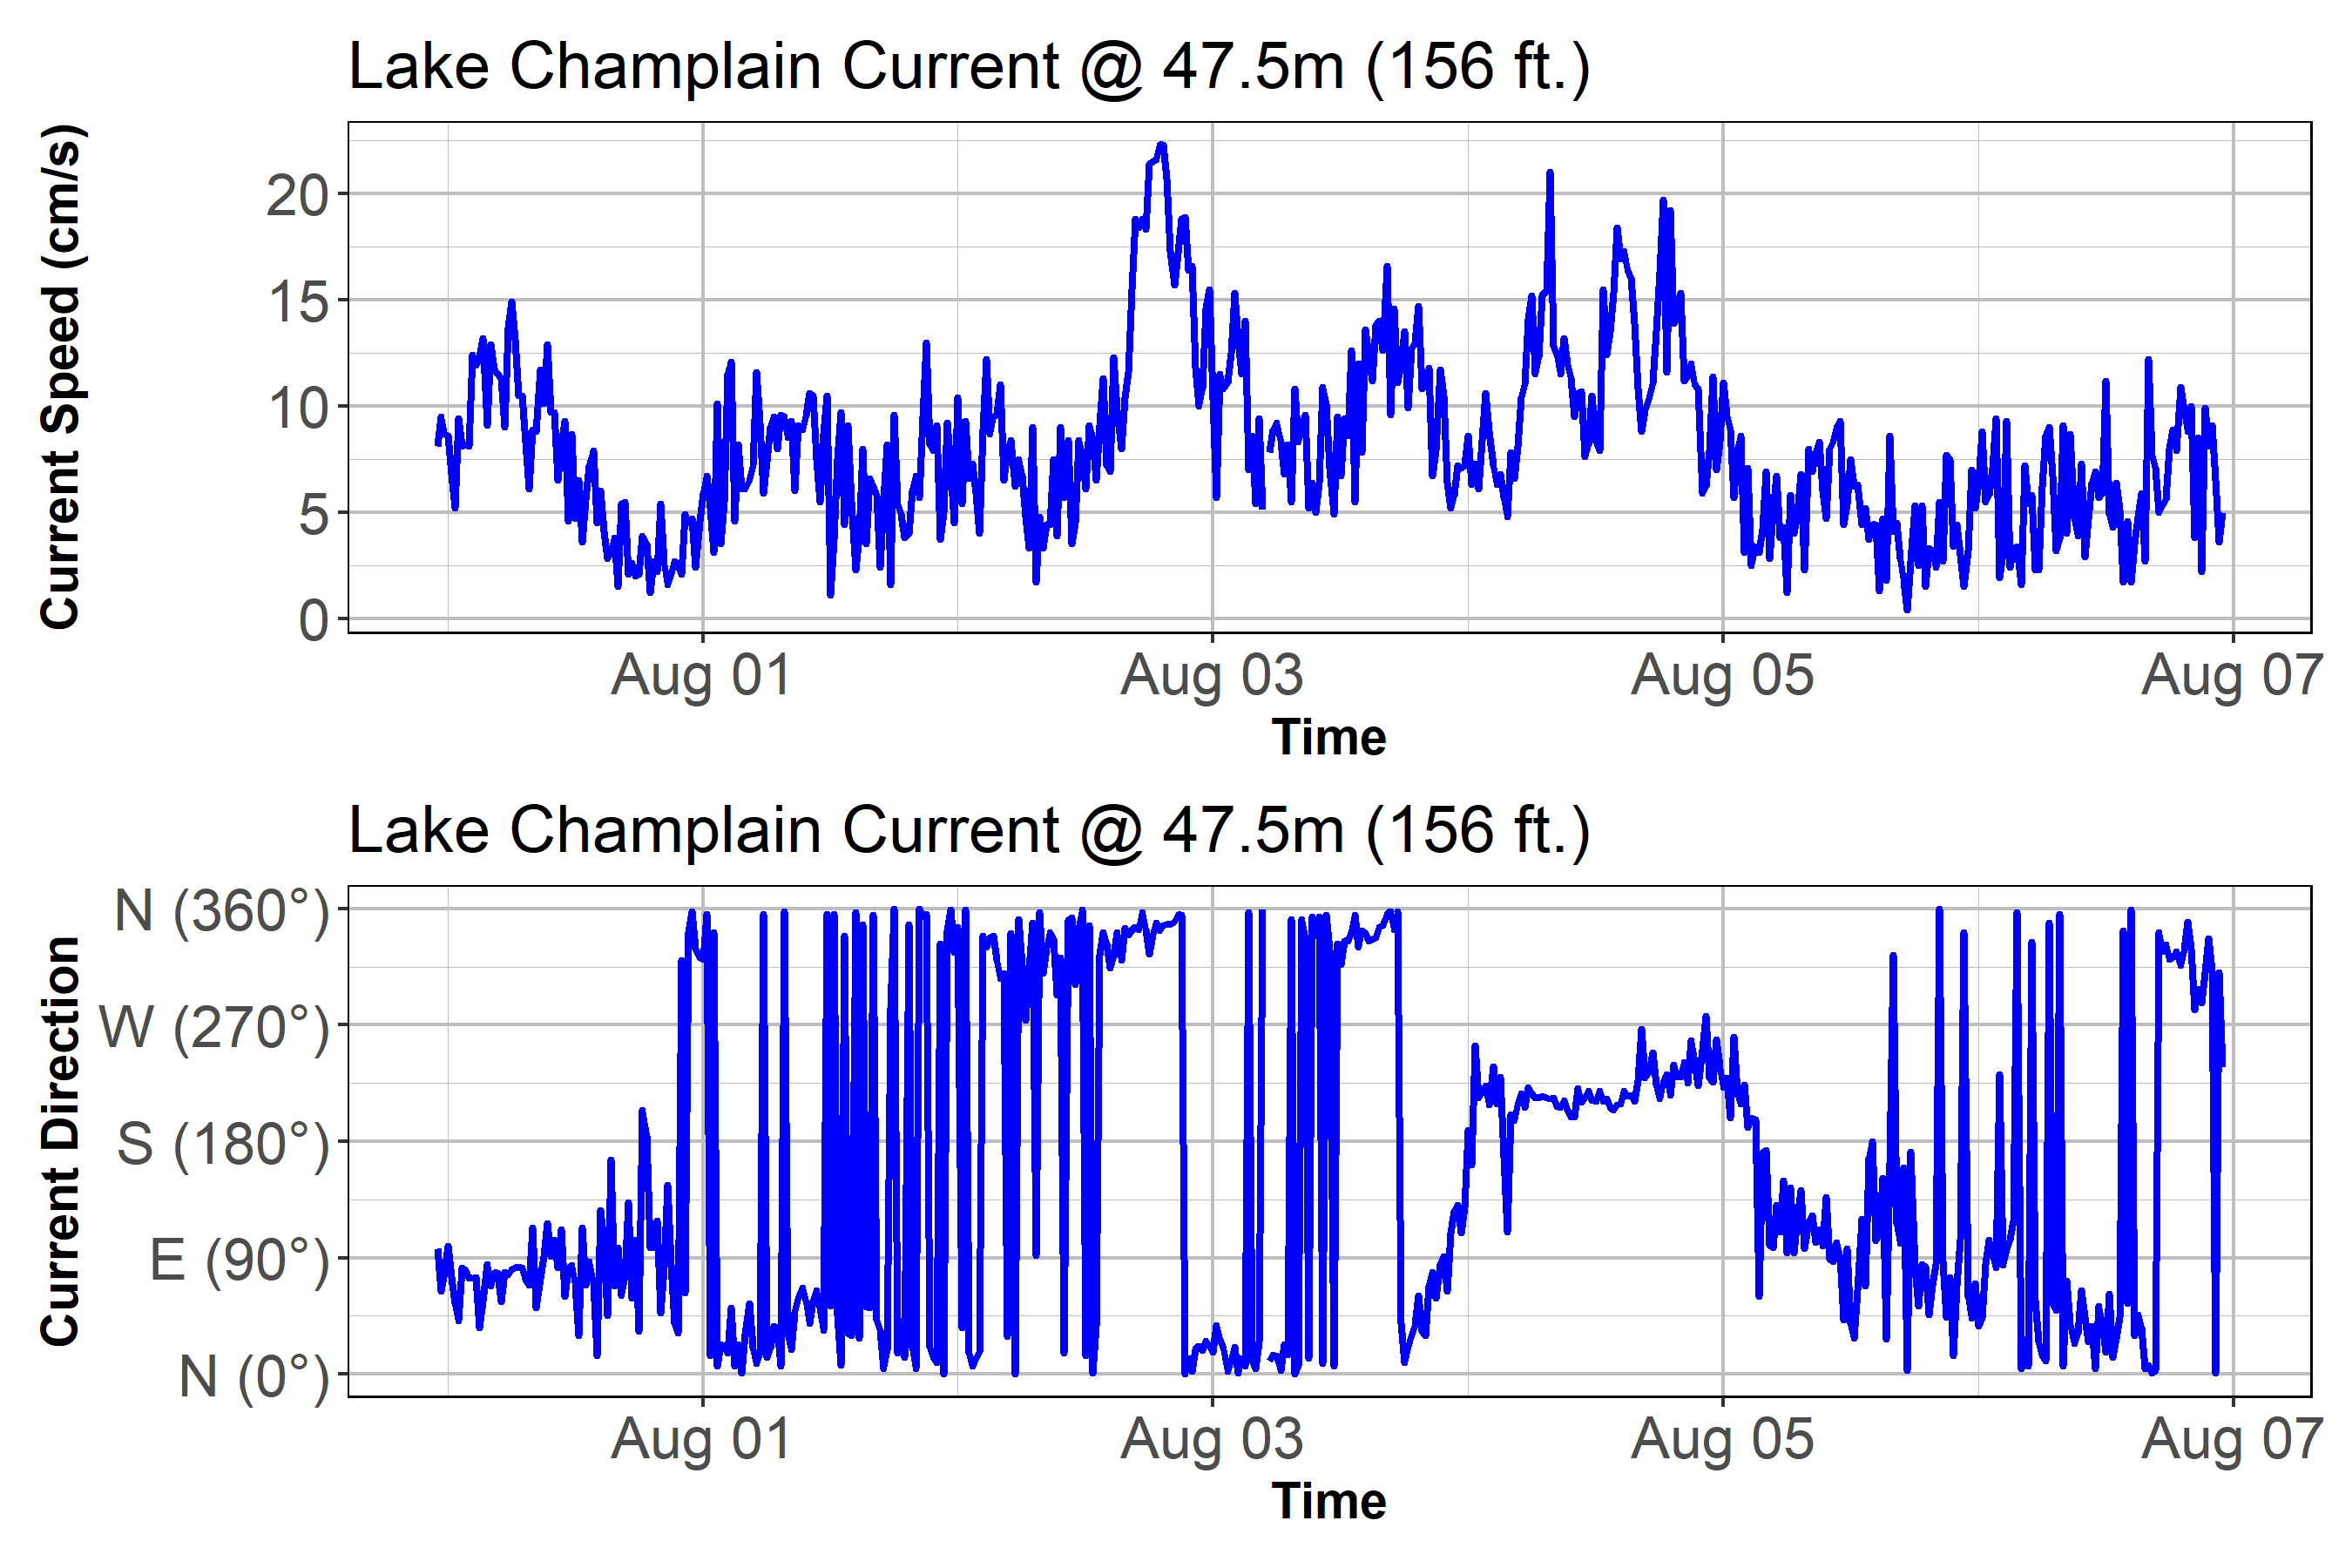 Lake Champlain Current @ 47.5m (156 ft.)
Current Speed (cm/s)
20
15
10
5
0
Aug 01 Aug 03 Aug 05 Aug 07
Time
Lake Champlain Current @ 47.5m (156 ft.)
Current Direction
N (360°)
W (270°)
S (180°)
E (90°)
N (0°)
Aug 01 Aug 03 Aug 05 Aug 07
Time